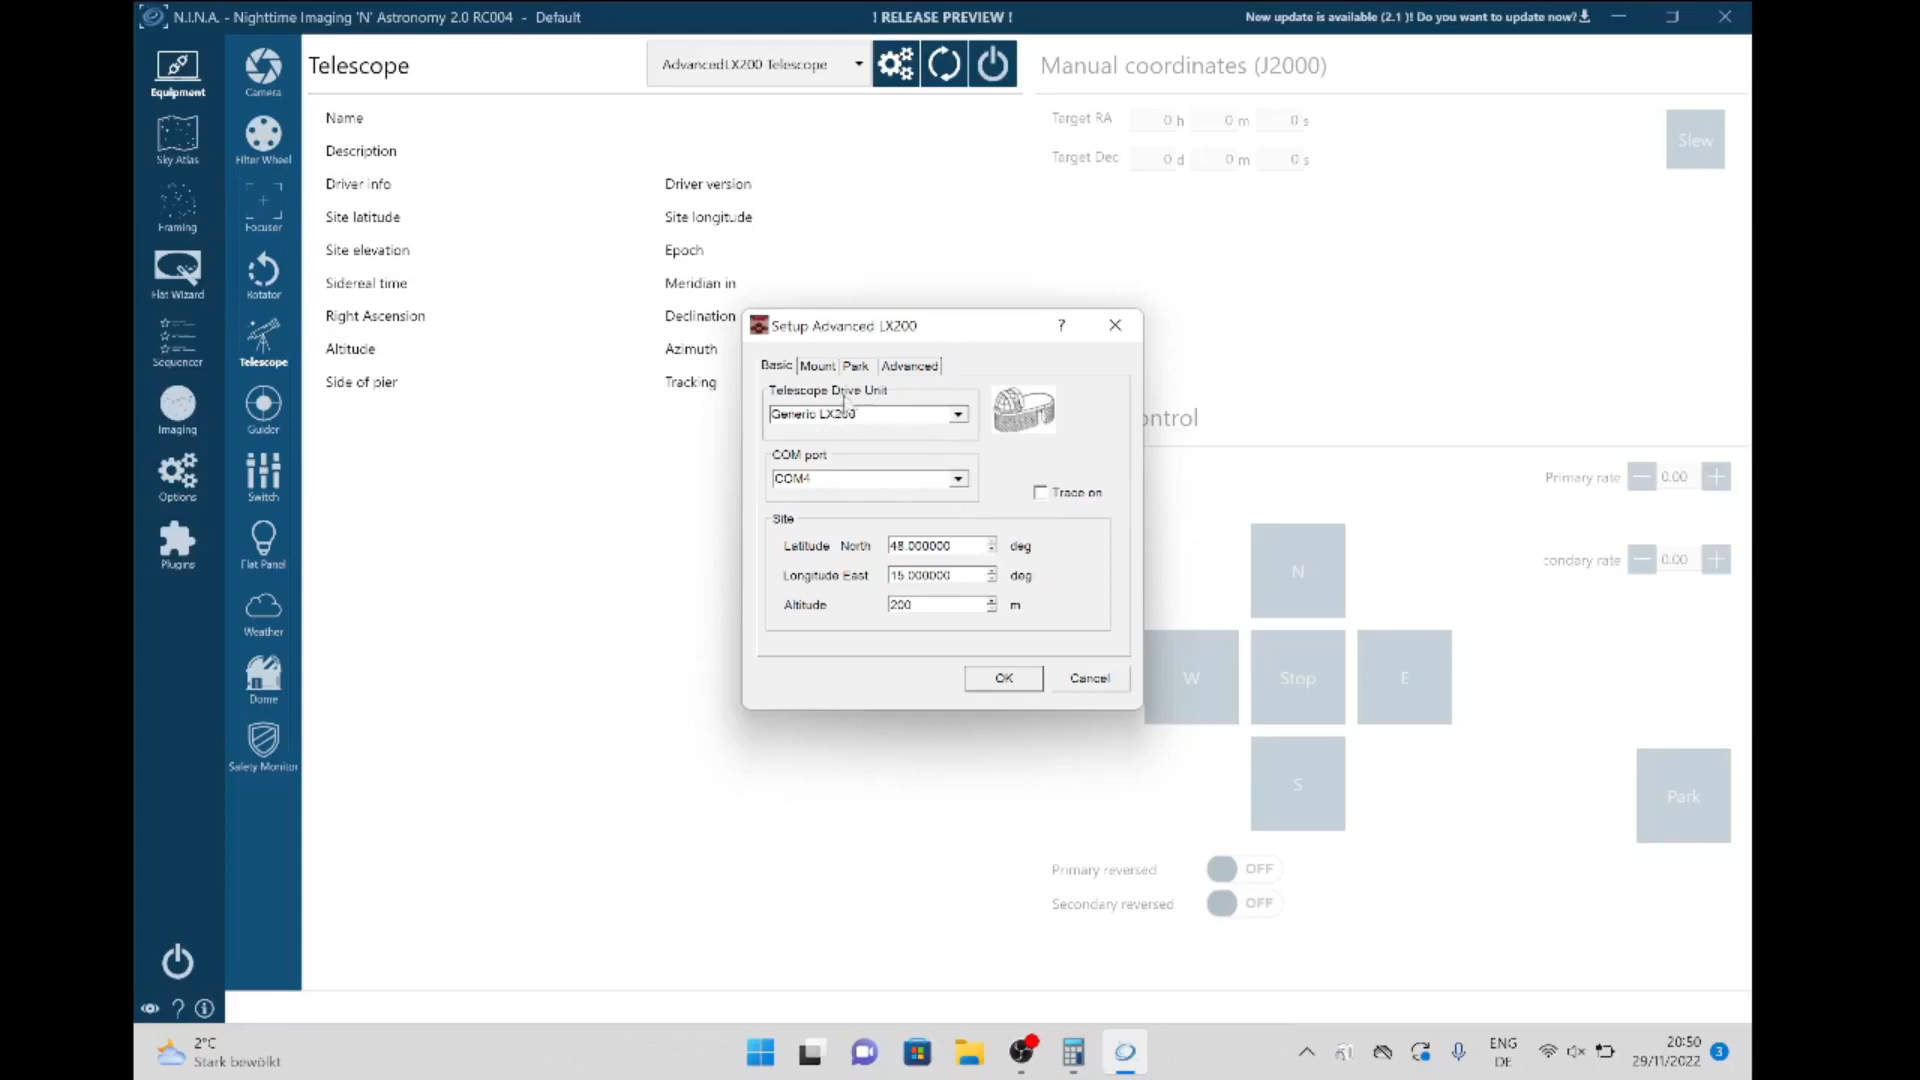 N.I.N.A. - Nighttime Imaging 'N' Astronomy 2.0 RC004 - Default
! RELEASE PREVIEW !
New update is available (2.1 )! Do you want to update now?
Equipment
Sky Atlas
Framing
Flat Wizard
Sequencer
Imaging
Options
Plugins
Camera
Filter Wheel
Focuser
Rotator
Telescope
Guider
Switch
Flat Panel
Weather
Dome
Safety Monitor
Telescope
AdvancedLX200 Telescope
Name
Description
Driver info
Driver version
Site latitude
Site longitude
Site elevation
Epoch
Sidereal time
Meridian in
Right Ascension
Declination
Altitude
Azimuth
Side of pier
Tracking
Manual coordinates (J2000)
Target RA 0 h 0 m 0 s
Target Dec 0 d 0 m 0 s
Slew
ontrol
Primary rate 0.00
condary rate 0.00
N
W
Stop
E
S
Park
Primary reversed OFF
Secondary reversed OFF
Setup Advanced LX200
?
Basic Mount Park Advanced
Telescope Drive Unit
Generic LX200
COM port
COM4
Trace on
Site
Latitude North 48.000000 deg
Longitude East 15.000000 deg
Altitude 200 m
OK
Cancel
2°C
Stark bewölkt
ENG
DE
20:50
29/11/2022
3